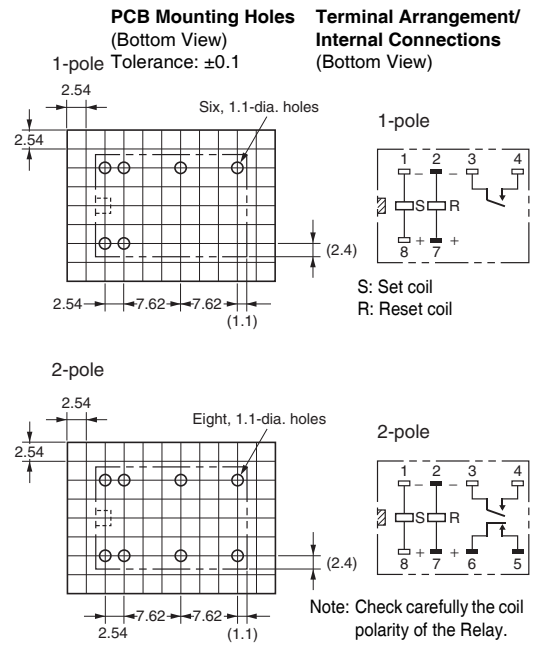 PCB Mounting Holes
(Bottom View)
Tolerance: ±0.1
Terminal Arrangement/
Internal Connections
(Bottom View)
1-pole
2.54
Six, 1.1-dia. holes
2.54
(2.4)
2.54
7.62
7.62
(1.1)
1-pole
1 2 3 4
- -
S R
+ +
8 7
S: Set coil
R: Reset coil
2-pole
2.54
Eight, 1.1-dia. holes
2.54
(2.4)
7.62
7.62
2.54
(1.1)
2-pole
1 2 3 4
- -
S R
+ +
8 7 6 5
Note: Check carefully the coil
polarity of the Relay.